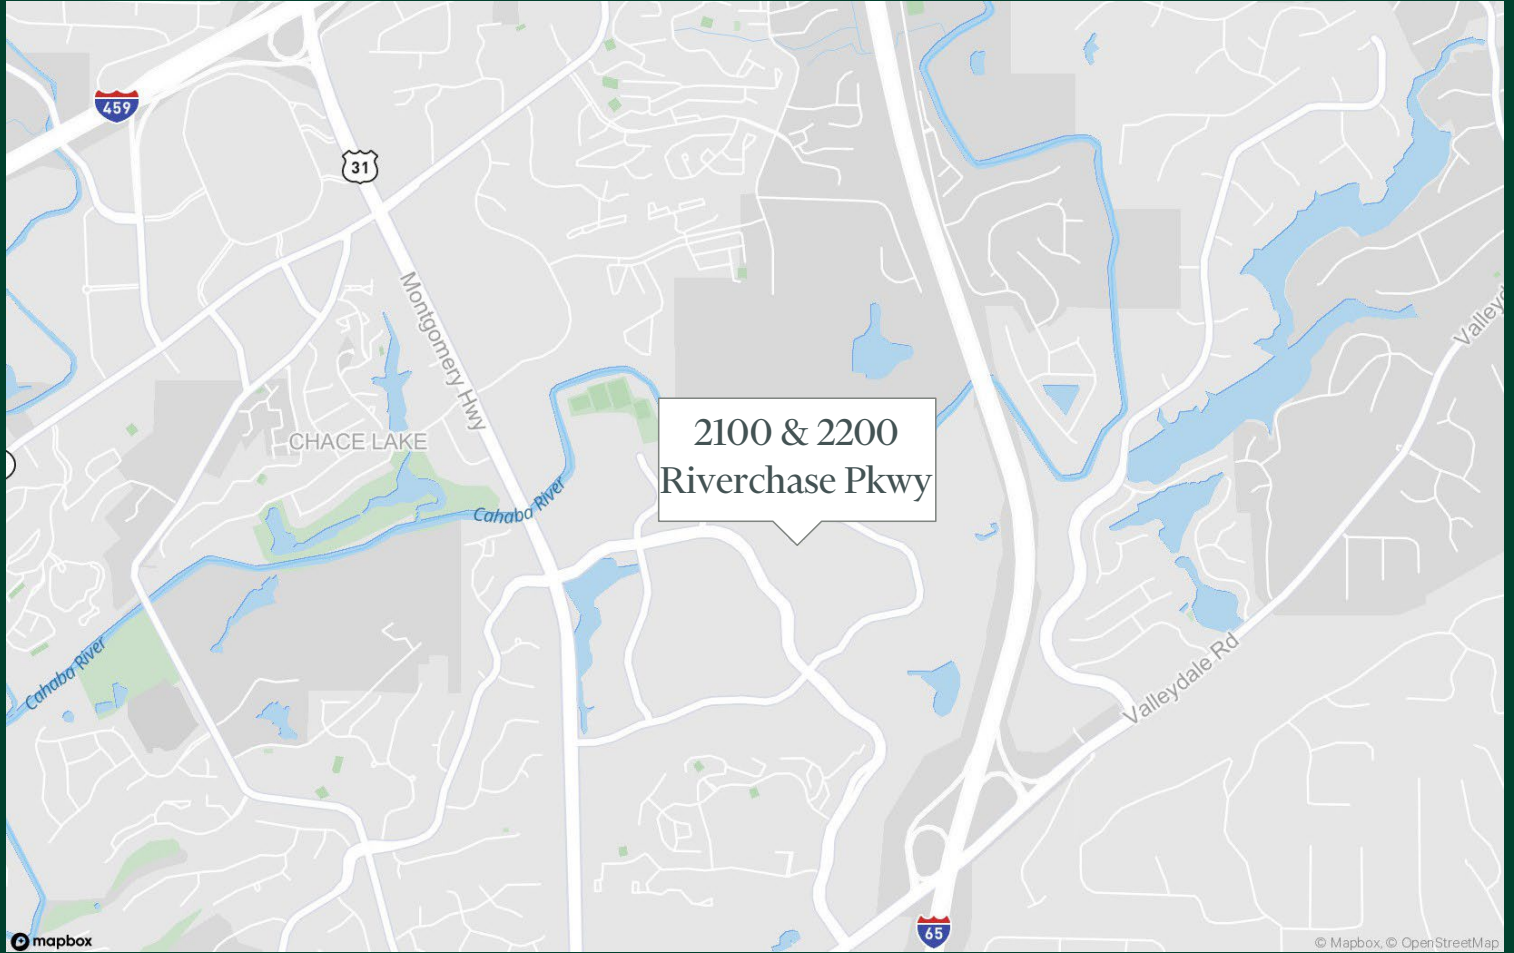 459
31
Montgomery Hwy
Valleyd
CHACE LAKE
2100 & 2200
Riverchase Pkwy
Cahaba River
Cahaba River
Valleydale Rd
65
mapbox
© Mapbox, © OpenStreetMap